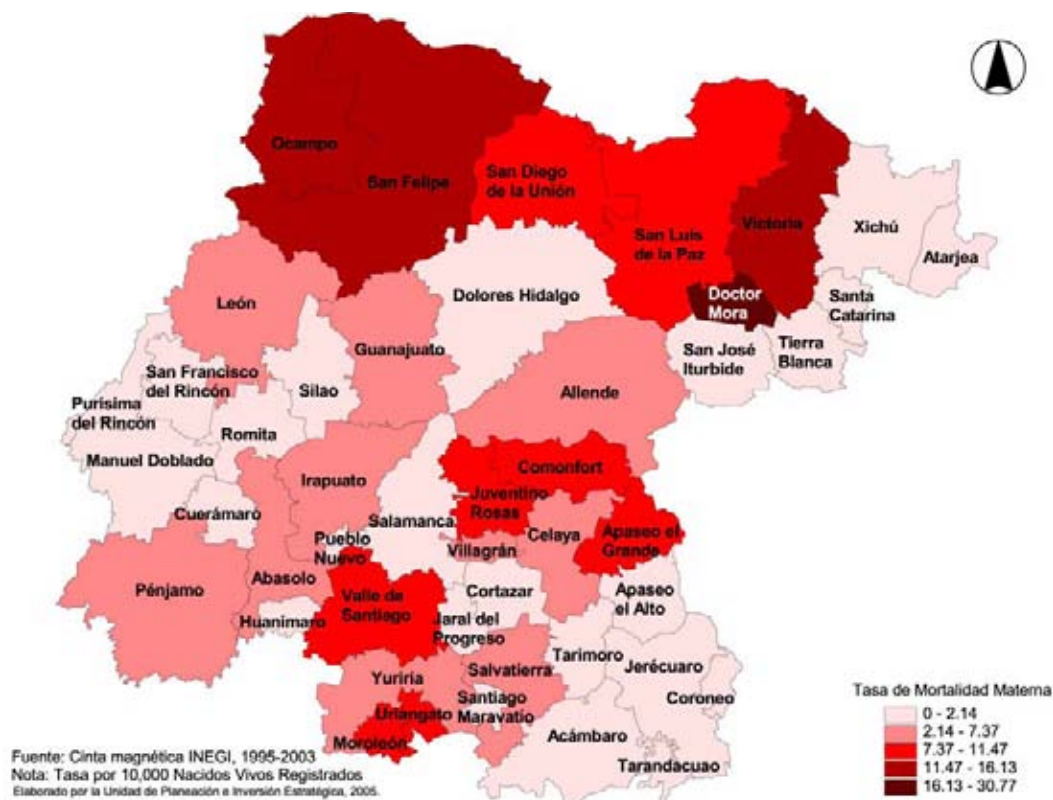 Ocampo
San Felipe
San Diego
de la Unión
San Luis
de la Paz
Victoria
Xichú
Atarjea
León
Dolores Hidalgo
Doctor
Mora
Santa
Catarina
Guanajuato
San José
Iturbide
Tierra
Blanca
San Francisco
del Rincón
Silao
Allende
Purisima
del Rincón
Romita
Manuel Doblado
Irapuato
Comonfort
Juventino
Rosas
Cuerámaro
Salamanca
Celaya
Apaseo el
Grande
Pueblo
Nuevo
Villagrán
Pénjamo
Abasolo
Valle de
Santiago
Cortazar
Apaseo
el Alto
Huanimaro
Jaral del
Progreso
Tarimoro
Jerécuaro
Salvatierra
Yuriria
Coroneo
Santiago
Maravatio
Uriangato
Moroleón
Acámbaro
Tarandacuao
Tasa de Mortalidad Materna
0 - 2.14
2.14 - 7.37
7.37 - 11.47
11.47 - 16.13
16.13 - 30.77
Fuente: Cinta magnética INEGI, 1995-2003
Nota: Tasa por 10,000 Nacidos Vivos Registrados
Elaborado por la Unidad de Planeación e Inversión Estratégica, 2005.